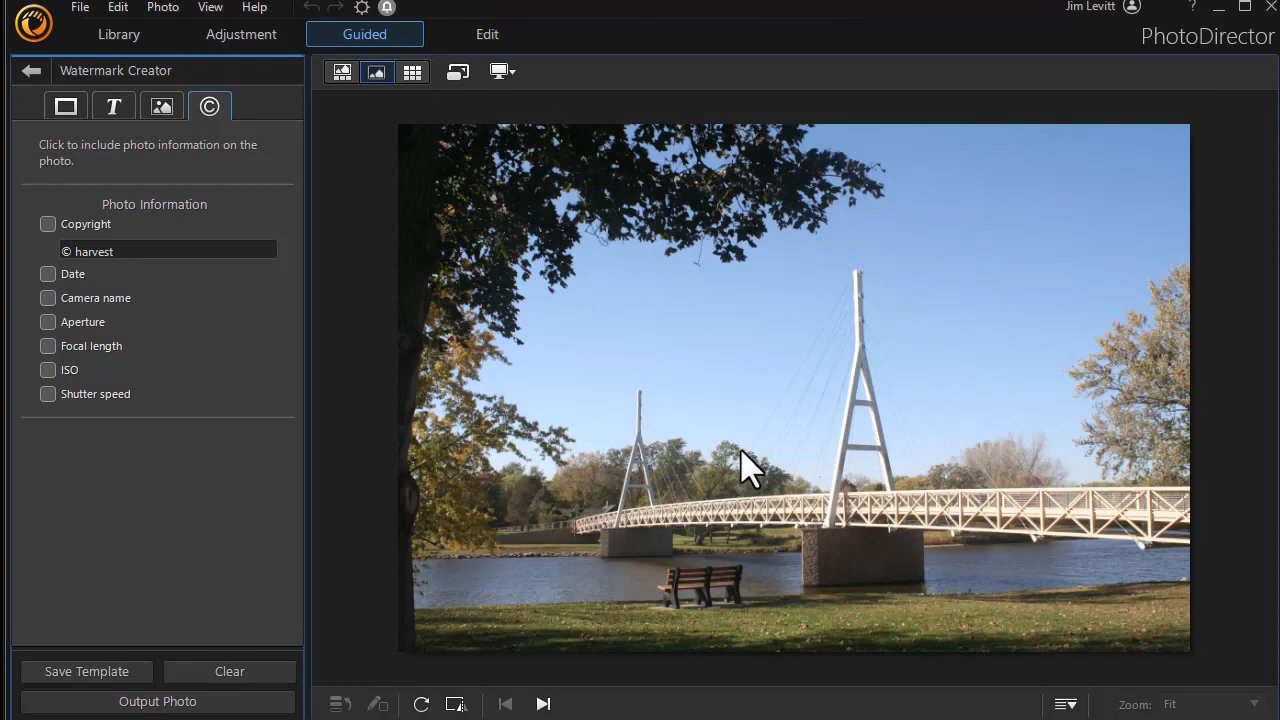 File Edit Photo View Help
Jim Levitt ?
Library Adjustment Guided Edit
PhotoDirector
Watermark Creator
T ©
Click to include photo information on the
photo.
Photo Information
Copyright
© harvest
Date
Camera name
Aperture
Focal length
ISO
Shutter speed
Save Template Clear
Output Photo
Zoom: Fit